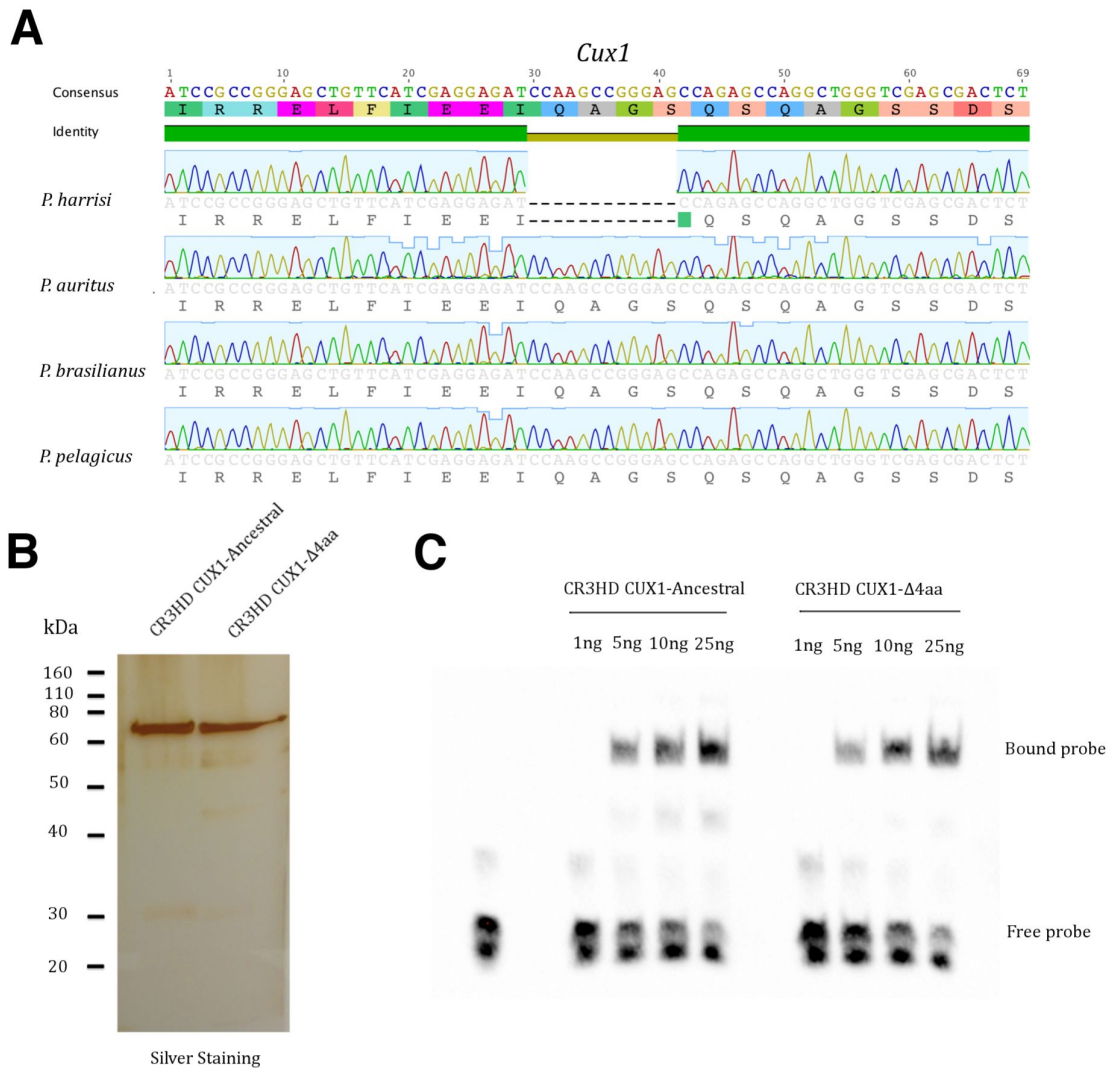 A
Cux1
1 10 20 30 40 50 60 69
Consensus ATCCGCCGGGAGCTGTTCATCGAGGAGATCCAAGCCGGGAGCCAGAGCCAGGCTGGGTCGAGCGACTCT
I R R E L F I E E I Q A G S Q S Q A G S S D S
Identity
P. harrisi
ATCCGCCGGGAGCTGTTCATCGAGGAGAT------------CCAGAGCCAGGCTGGGTCGAGCGACTCT
I R R E L F I E E I------------ Q S Q A G S S D S
P. auritus
ATCCGCCGGGAGCTGTTCATCGAGGAGATCCAAGCCGGGAGCCAGAGCCAGGCTGGGTCGAGCGACTCT
I R R E L F I E E I Q A G S Q S Q A G S S D S
P. brasilianus
ATCCGCCGGGAGCTGTTCATCGAGGAGATCCAAGCCGGGAGCCAGAGCCAGGCTGGGTCGAGCGACTCT
I R R E L F I E E I Q A G S Q S Q A G S S D S
P. pelagicus
ATCCGCCGGGAGCTGTTCATCGAGGAGATCCAAGCCGGGAGCCAGAGCCAGGCTGGGTCGAGCGACTCT
I R R E L F I E E I Q A G S Q S Q A G S S D S
B
CR3HD CUX1-Ancestral
CR3HD CUX1-Δ4aa
kDa
160
110
80
60
50
40
30
20
Silver Staining
C
CR3HD CUX1-Ancestral CR3HD CUX1-Δ4aa
1ng 5ng 10ng 25ng 1ng 5ng 10ng 25ng
Bound probe
Free probe